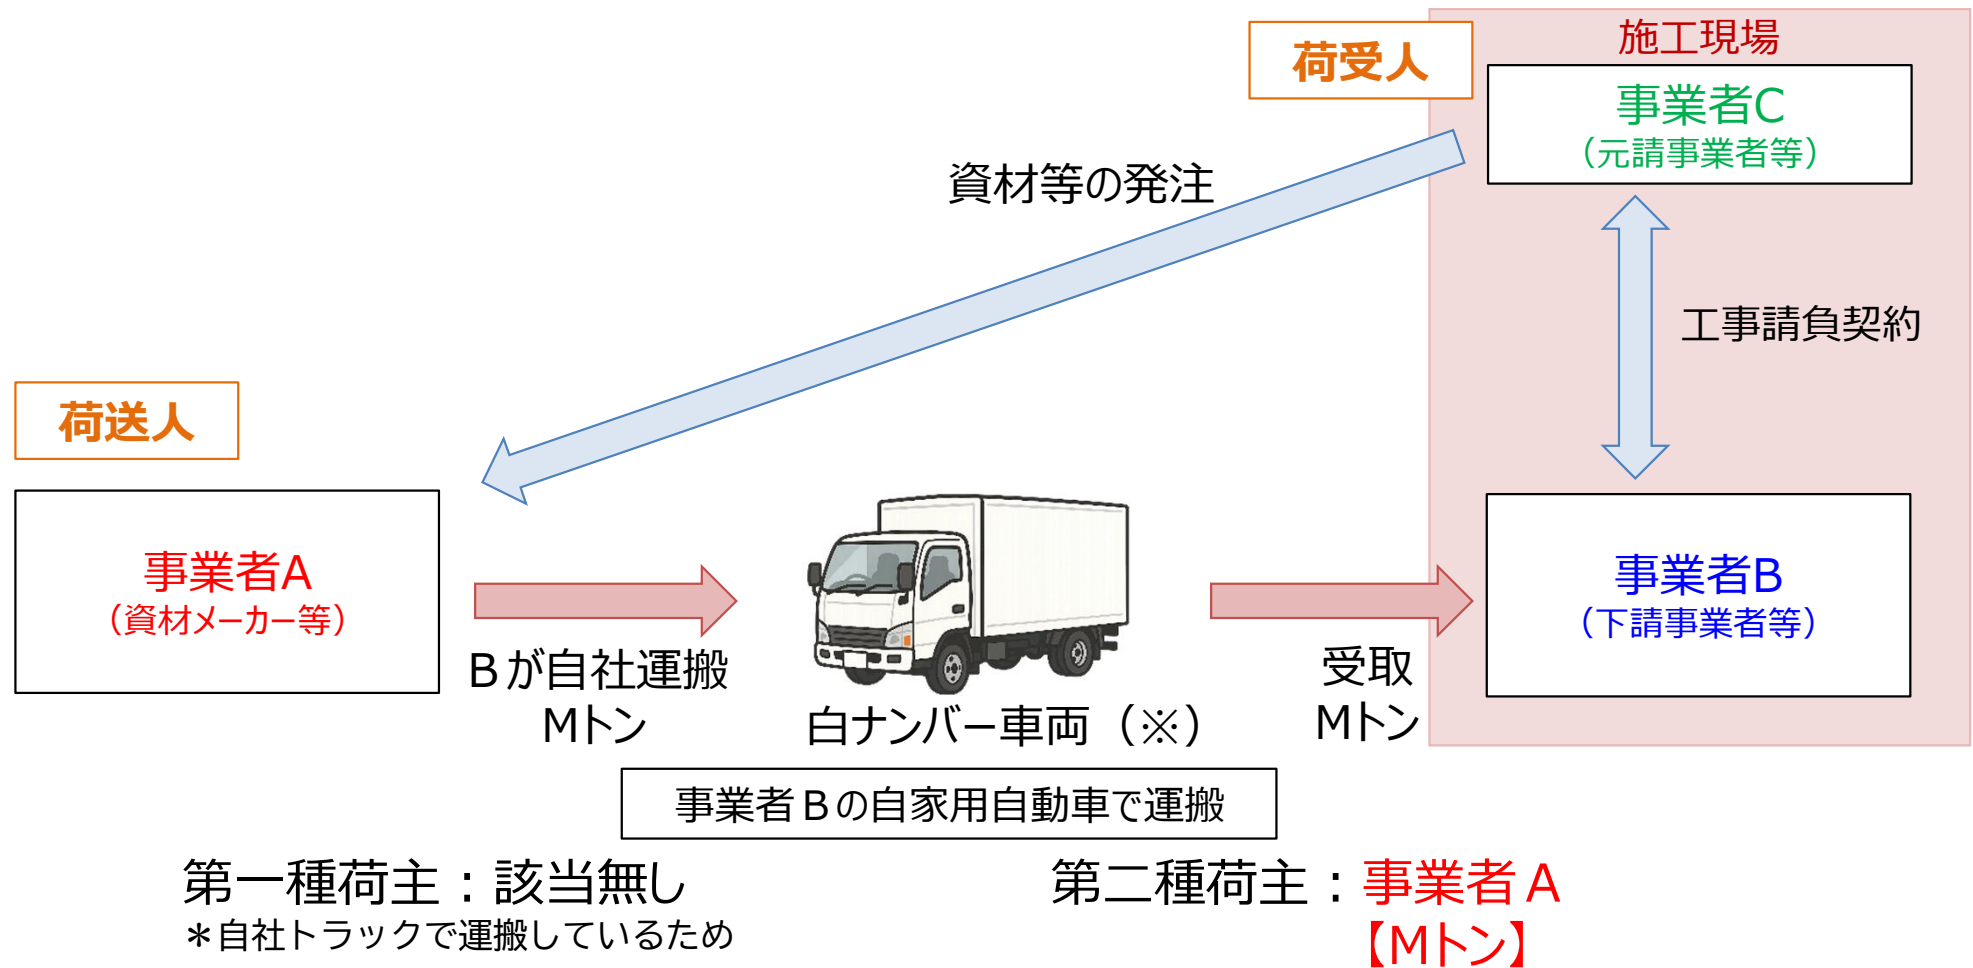 施工現場
荷受人
事業者C
（元請事業者等）
資材等の発注
工事請負契約
荷送人
事業者A
（資材メーカー等）
事業者B
（下請事業者等）
Ｂが自社運搬
Mトン
白ナンバー車両（※）
受取
Mトン
事業者Ｂの自家用自動車で運搬
第一種荷主：該当無し
＊自社トラックで運搬しているため
第二種荷主：事業者Ａ
【Mトン】